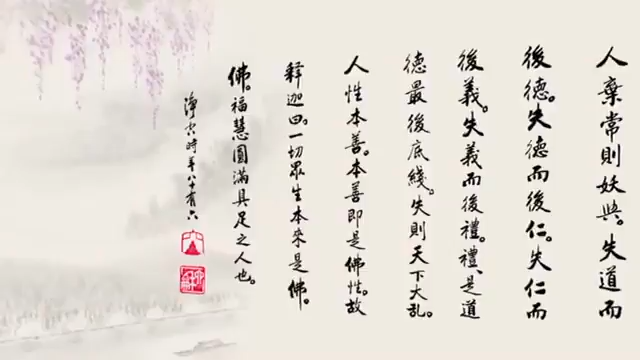 人棄常則妖興。失道而
後德。失德而後仁。失仁而
後義。失義而後禮。禮、是道
德最後底綫。失則天下大亂。
人性本善。本善即是佛性。故
釋迦曰。一切眾生本來是佛。
佛。福慧圓滿具足之人也。
淨空時年八十有六